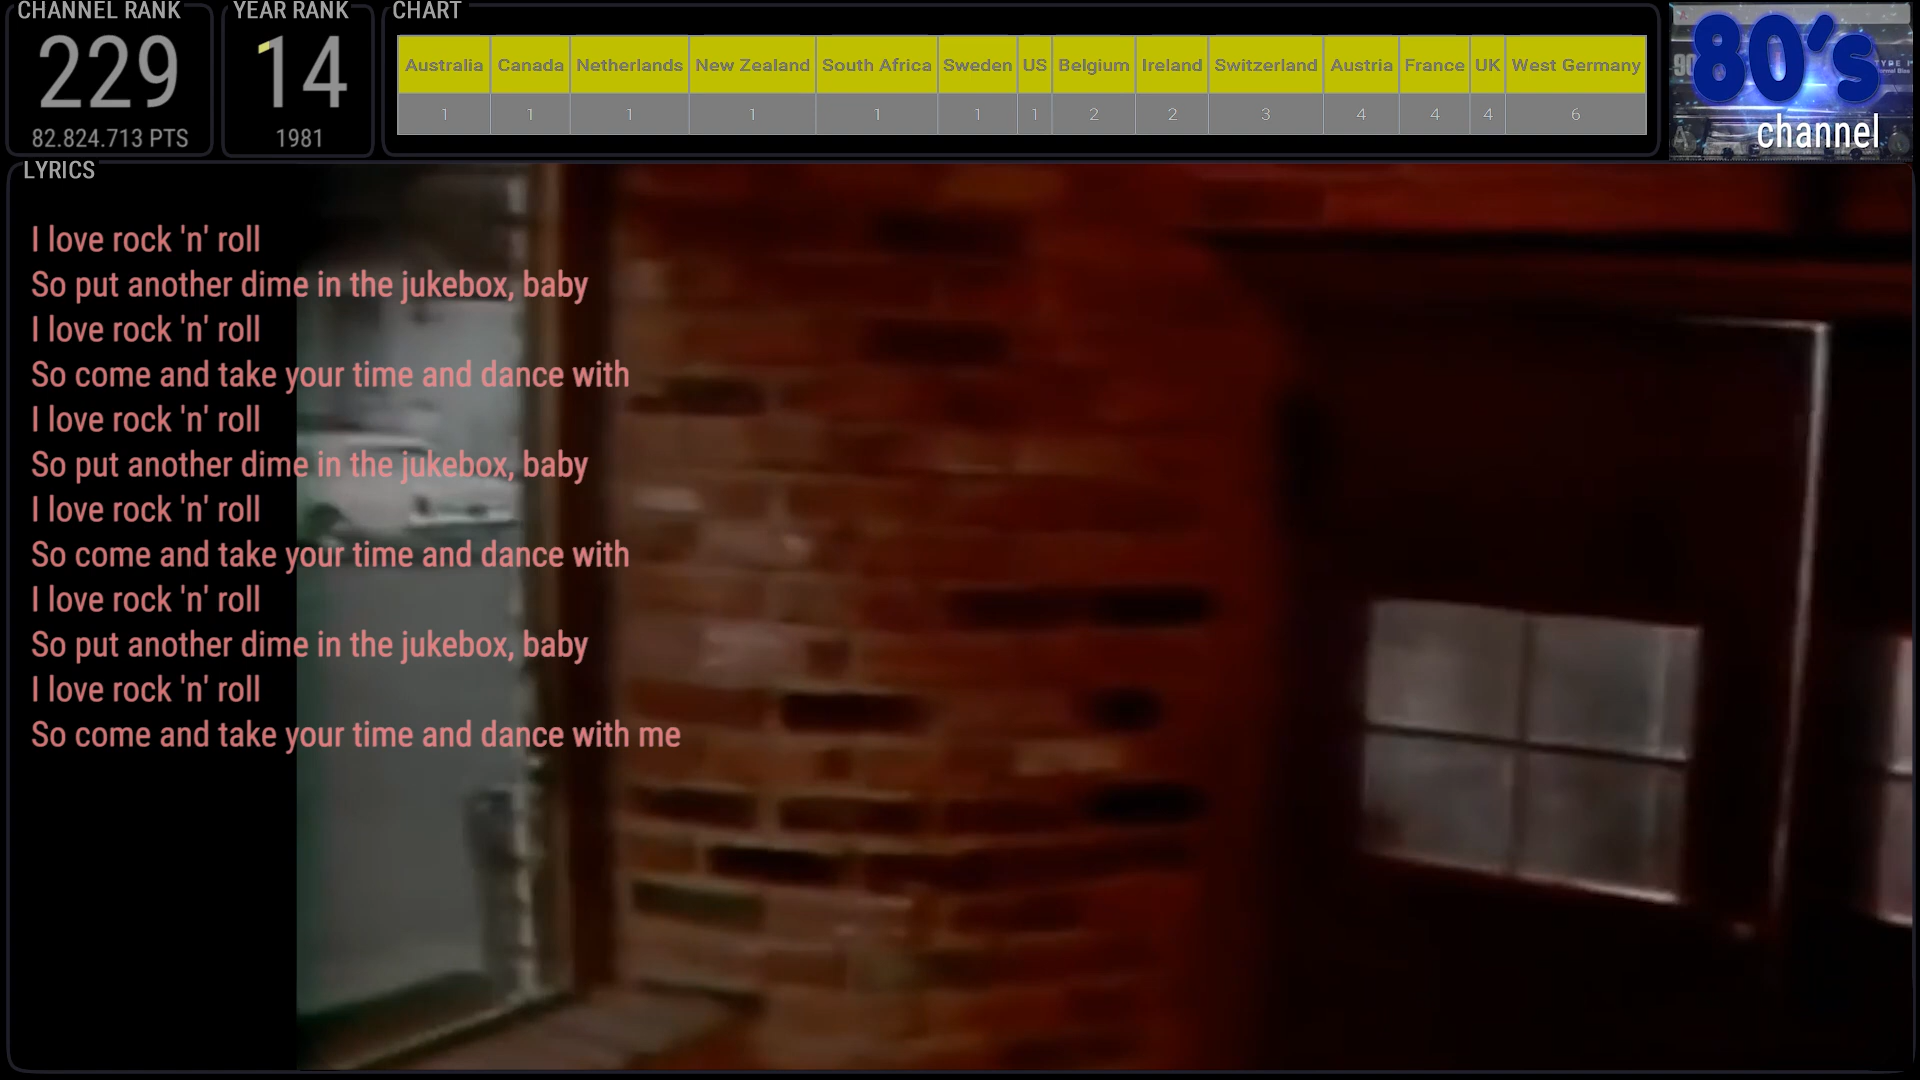 CHANNEL RANK
229
82.824.713 PTS
YEAR RANK
14
1981
CHART
Australia Canada Netherlands New Zealand South Africa Sweden US Belgium Ireland Switzerland Austria France UK West Germany
1 1 1 1 1 1 1 2 2 3 4 4 4 6
80's
channel
LYRICS
I love rock 'n' roll
So put another dime in the jukebox, baby
I love rock 'n' roll
So come and take your time and dance with
I love rock 'n' roll
So put another dime in the jukebox, baby
I love rock 'n' roll
So come and take your time and dance with
I love rock 'n' roll
So put another dime in the jukebox, baby
I love rock 'n' roll
So come and take your time and dance with me